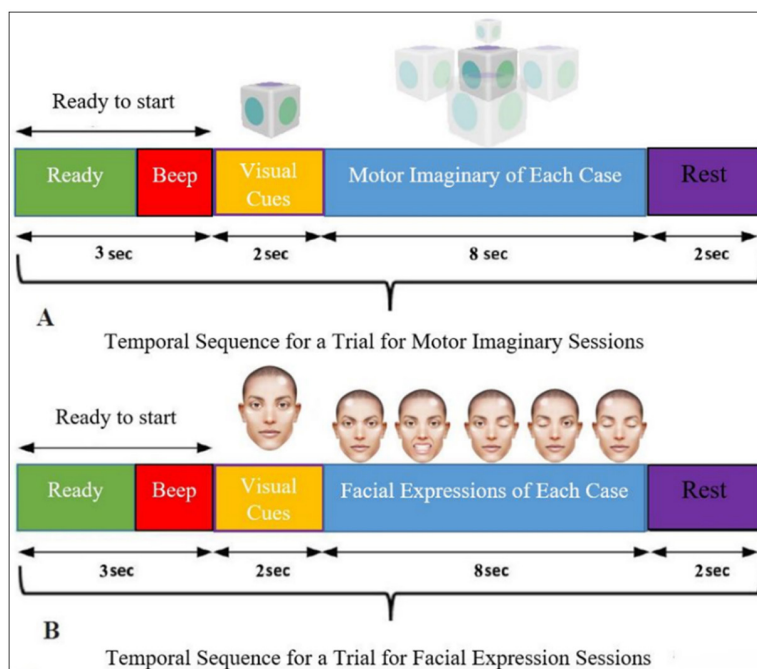 Ready to start
Ready
Beep
Visual
Cues
Motor Imaginary of Each Case
Rest
3 sec
2 sec
8 sec
2 sec
A
Temporal Sequence for a Trial for Motor Imaginary Sessions
Ready to start
Ready
Beep
Visual
Cues
Facial Expressions of Each Case
Rest
3sec
2sec
8sec
2sec
B
Temporal Sequence for a Trial for Facial Expression Sessions